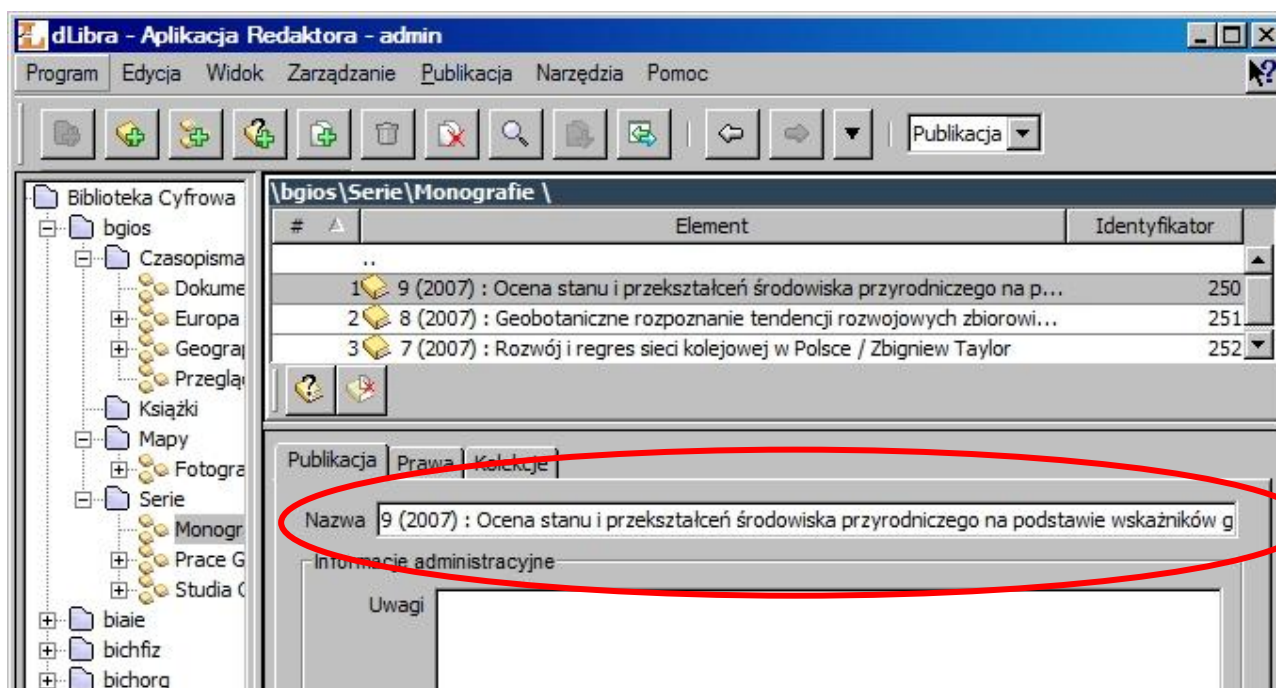 dLibra - Aplikacja Redaktora - admin
Program Edycja Widok Zarządzanie Publikacja Narzędzia Pomoc
Publikacja
Biblioteka Cyfrowa
bgios
Czasopisma
Dokume
Europa
Geograj
Przeglą
Książki
Mapy
Fotogra
Serie
Monogr
Prace G
Studia (
biaie
bichfiz
bichorg
\bgios\Serie\Monografie \
# Element Identyfikator
..
1 9 (2007) : Ocena stanu i przekształceń środowiska przyrodniczego na p... 250
2 8 (2007) : Geobotaniczne rozpoznanie tendencji rozwojowych zbiorowi... 251
3 7 (2007) : Rozwój i regres sieci kolejowej w Polsce / Zbigniew Taylor 252
Publikacja Prawa Kolekcje
Nazwa 9 (2007) : Ocena stanu i przekształceń środowiska przyrodniczego na podstawie wskaźników g
Informacje administracyjne
Uwagi